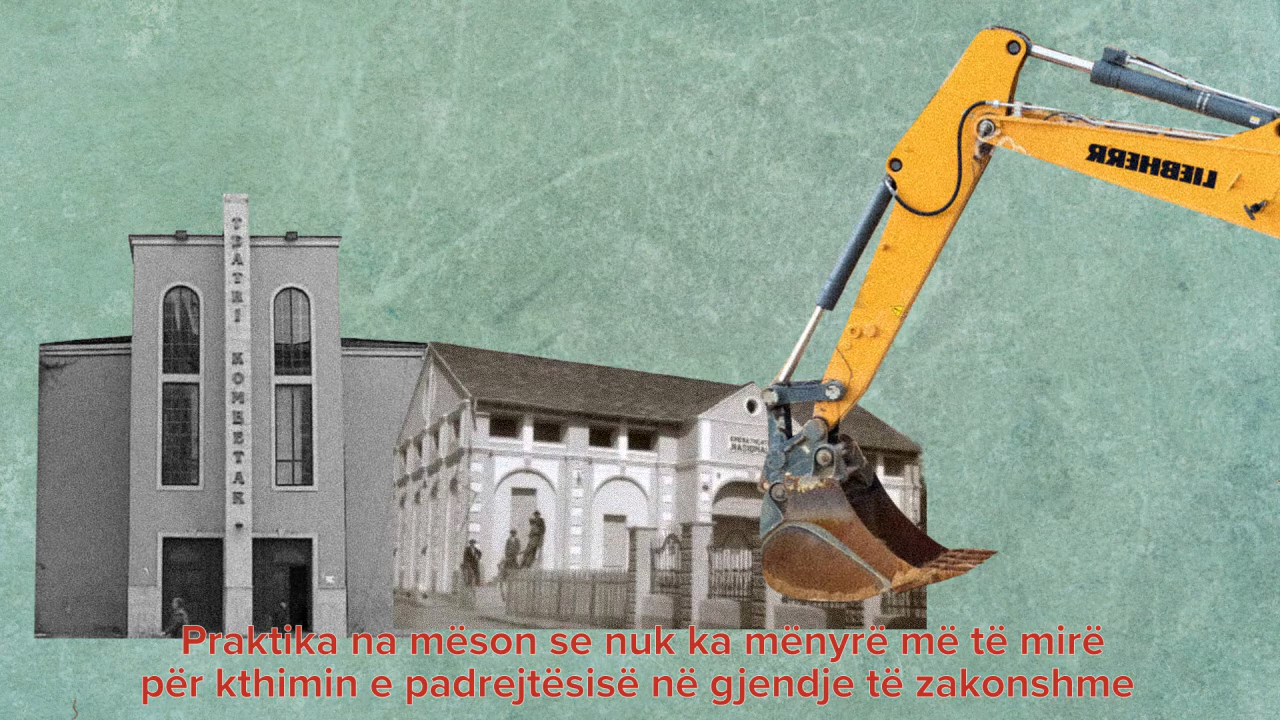 TEATRI KOMBETAR
LIEBHERR
Praktika na mëson se nuk ka mënyrë më të mirë
për kthimin e padrejtësisë në gjendje të zakonshme